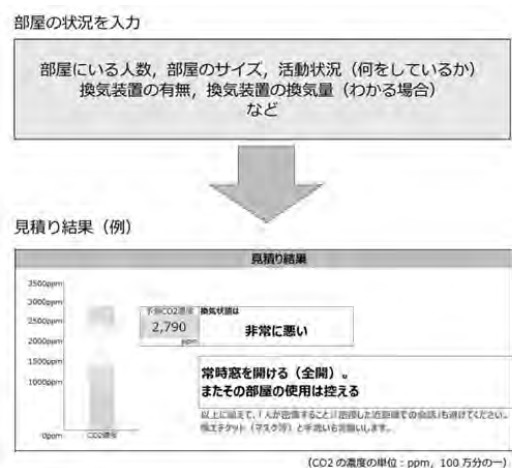 部屋の状況を入力
部屋にいる人数，部屋のサイズ，活動状況（何をしているか）
換気装置の有無，換気装置の換気量（わかる場合）
など
見積り結果（例）
見積り結果
3500ppm
3000ppm
2500ppm
2000ppm
1500ppm
1000ppm
0ppm
CO2濃度
予測CO2濃度
2,790
ppm
換気状態は
非常に悪い
常時窓を開ける（全開）。
またその部屋の使用は控える
以上に加えて、「人が密集すること」「密接した近距離での会話」も避けてください。
咳エチケット（マスク等）と手洗いもお願いします。
（CO2 の濃度の単位：ppm，100 万分の一）